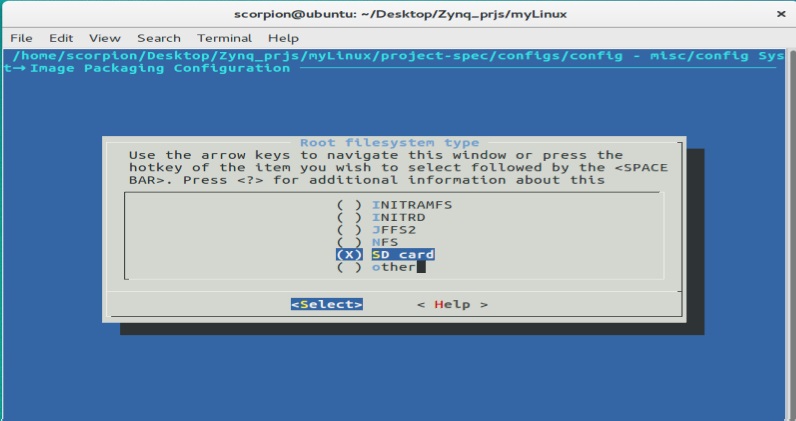 scorpion@ubuntu: ~/Desktop/Zynq_prjs/myLinux ×
File Edit View Search Terminal Help
/home/scorpion/Desktop/Zynq_prjs/myLinux/project-spec/configs/config - misc/config Sys
t→ Image Packaging Configuration
Root filesystem type
Use the arrow keys to navigate this window or press the
hotkey of the item you wish to select followed by the <SPACE
BAR>. Press <?> for additional information about this
( ) INITRAMFS
( ) INITRD
( ) JFFS2
( ) NFS
(X) SD card
( ) other
<Select> < Help >